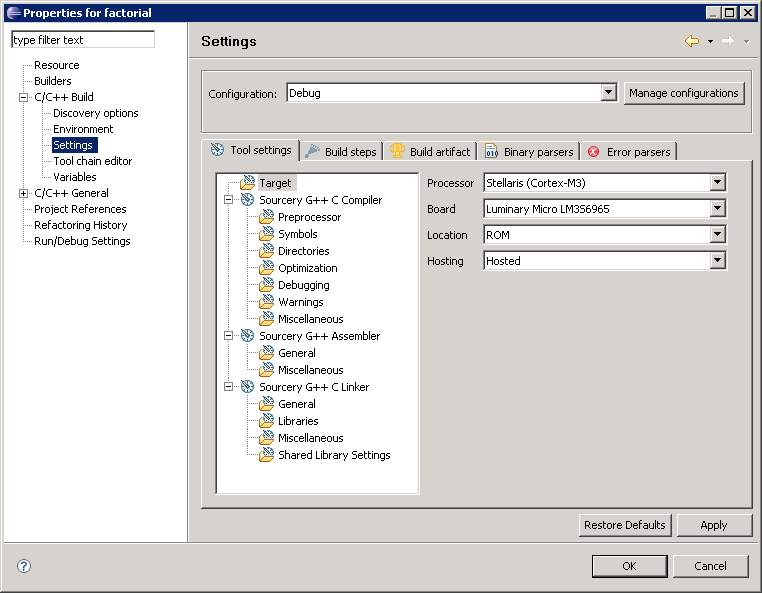 Properties for factorial
type filter text
Resource
Builders
C/C++ Build
Discovery options
Environment
Settings
Tool chain editor
Variables
C/C++ General
Project References
Refactoring History
Run/Debug Settings
Settings
Configuration: Debug Manage configurations
Tool settings Build steps Build artifact Binary parsers Error parsers
Target
Sourcery G++ C Compiler
Preprocessor
Symbols
Directories
Optimization
Debugging
Warnings
Miscellaneous
Sourcery G++ Assembler
General
Miscellaneous
Sourcery G++ C Linker
General
Libraries
Miscellaneous
Shared Library Settings
Processor Stellaris (Cortex-M3)
Board Luminary Micro LM3S6965
Location ROM
Hosting Hosted
Restore Defaults Apply
? OK Cancel